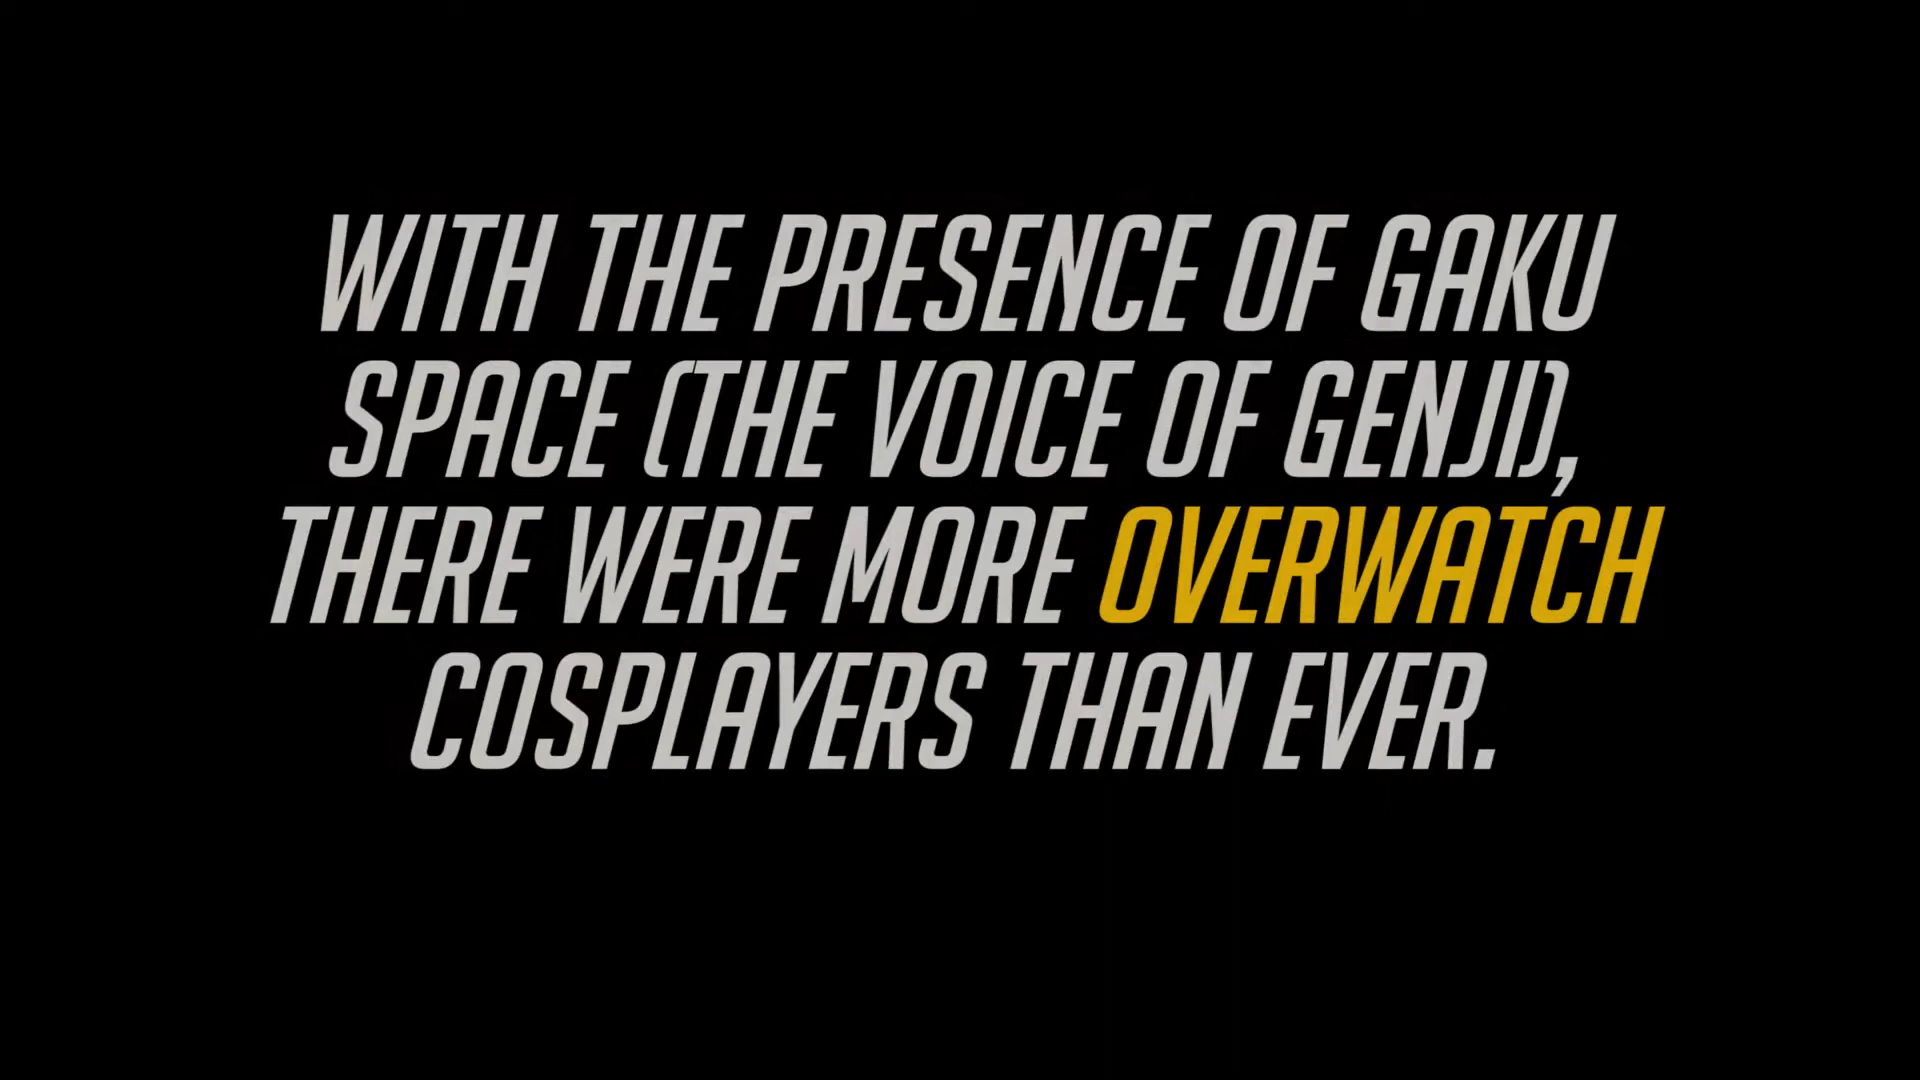 WITH THE PRESENCE OF GAKU
SPACE (THE VOICE OF GENJI),
THERE WERE MORE OVERWATCH
COSPLAYERS THAN EVER.